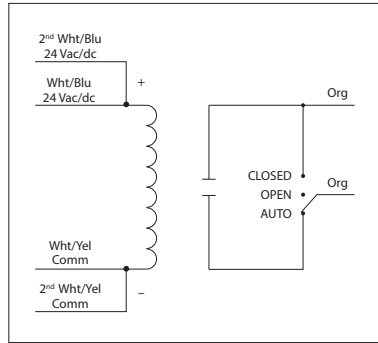 2nd Wht/Blu
24 Vac/dc
Wht/Blu
24 Vac/dc
+
Org
CLOSED
OPEN
AUTO
Org
Wht/Yel
Comm
2nd Wht/Yel
Comm
–